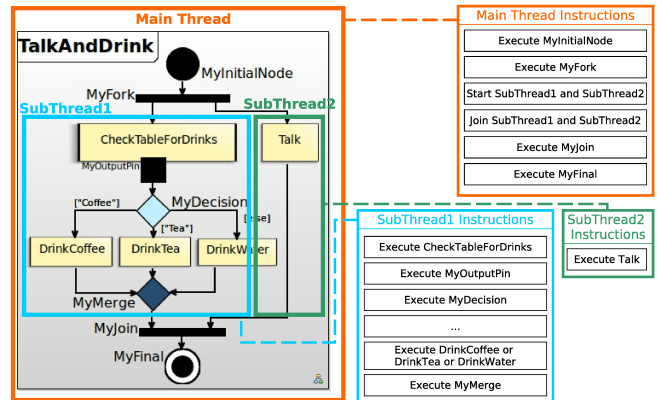 Main Thread
TalkAndDrink
MyInitialNode
MyFork
SubThread1
SubThread2
CheckTableForDrinks
Talk
MyOutputPin
MyDecision
["Coffee"]
["Tea"]
[else]
DrinkCoffee
DrinkTea
DrinkWater
MyMerge
MyJoin
MyFinal
Main Thread Instructions
Execute MyInitialNode
Execute MyFork
Start SubThread1 and SubThread2
Join SubThread1 and SubThread2
Execute MyJoin
Execute MyFinal
SubThread1 Instructions
Execute CheckTableForDrinks
Execute MyOutputPin
Execute MyDecision
...
Execute DrinkCoffee or
DrinkTea or DrinkWater
Execute MyMerge
SubThread2
Instructions
Execute Talk